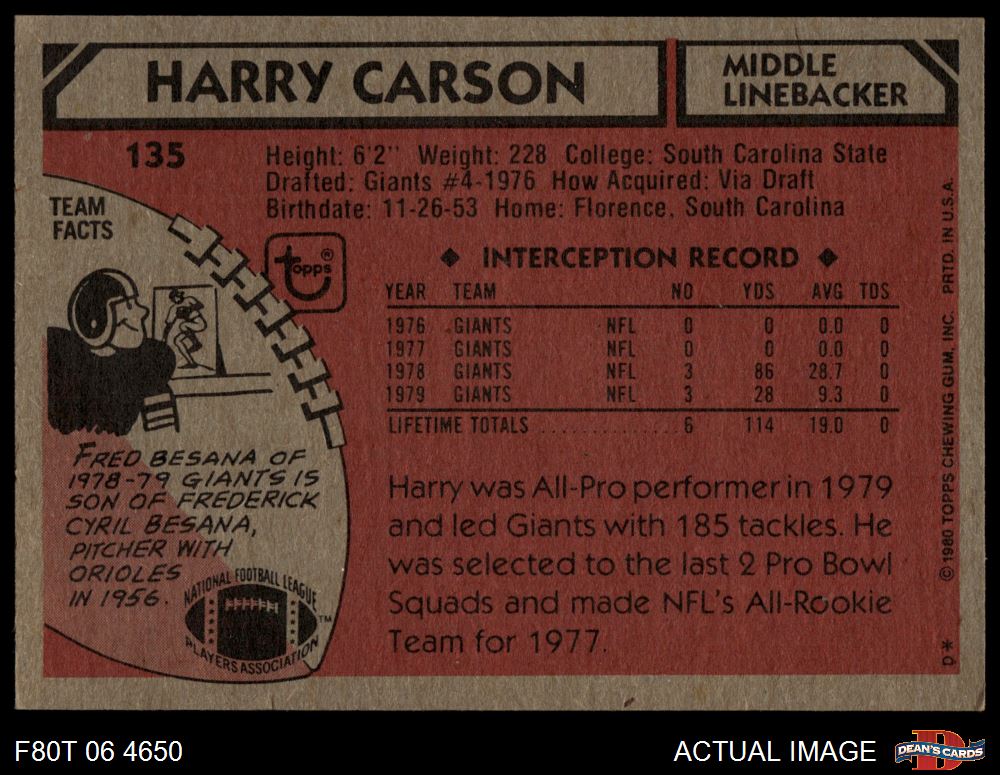 HARRY CARSON
MIDDLE
LINEBACKER
135
Height: 6'2" Weight: 228 College: South Carolina State
Drafted: Giants #4-1976 How Acquired: Via Draft
Birthdate: 11-26-53 Home: Florence, South Carolina
TEAM
FACTS
topps®
◆ INTERCEPTION RECORD ◆
YEAR TEAM NO YDS AVG TDS
1976 GIANTS NFL 0 0 0.0 0
1977 GIANTS NFL 0 0 0.0 0
1978 GIANTS NFL 3 86 28.7 0
1979 GIANTS NFL 3 28 9.3 0
LIFETIME TOTALS .............. 6 114 19.0 0
FRED BESANA OF
1978-79 GIANTS IS
SON OF FREDERICK
CYRIL BESANA,
PITCHER WITH
ORIOLES
IN 1956.
NATIONAL FOOTBALL LEAGUE
PLAYERS ASSOCIATION
TM
Harry was All-Pro performer in 1979
and led Giants with 185 tackles. He
was selected to the last 2 Pro Bowl
Squads and made NFL's All-Rookie
Team for 1977.
D* © 1980 TOPPS CHEWING GUM, INC. PRTD. IN U.S.A.
F80T 06 4650
ACTUAL IMAGE
D
DEAN'S CARDS